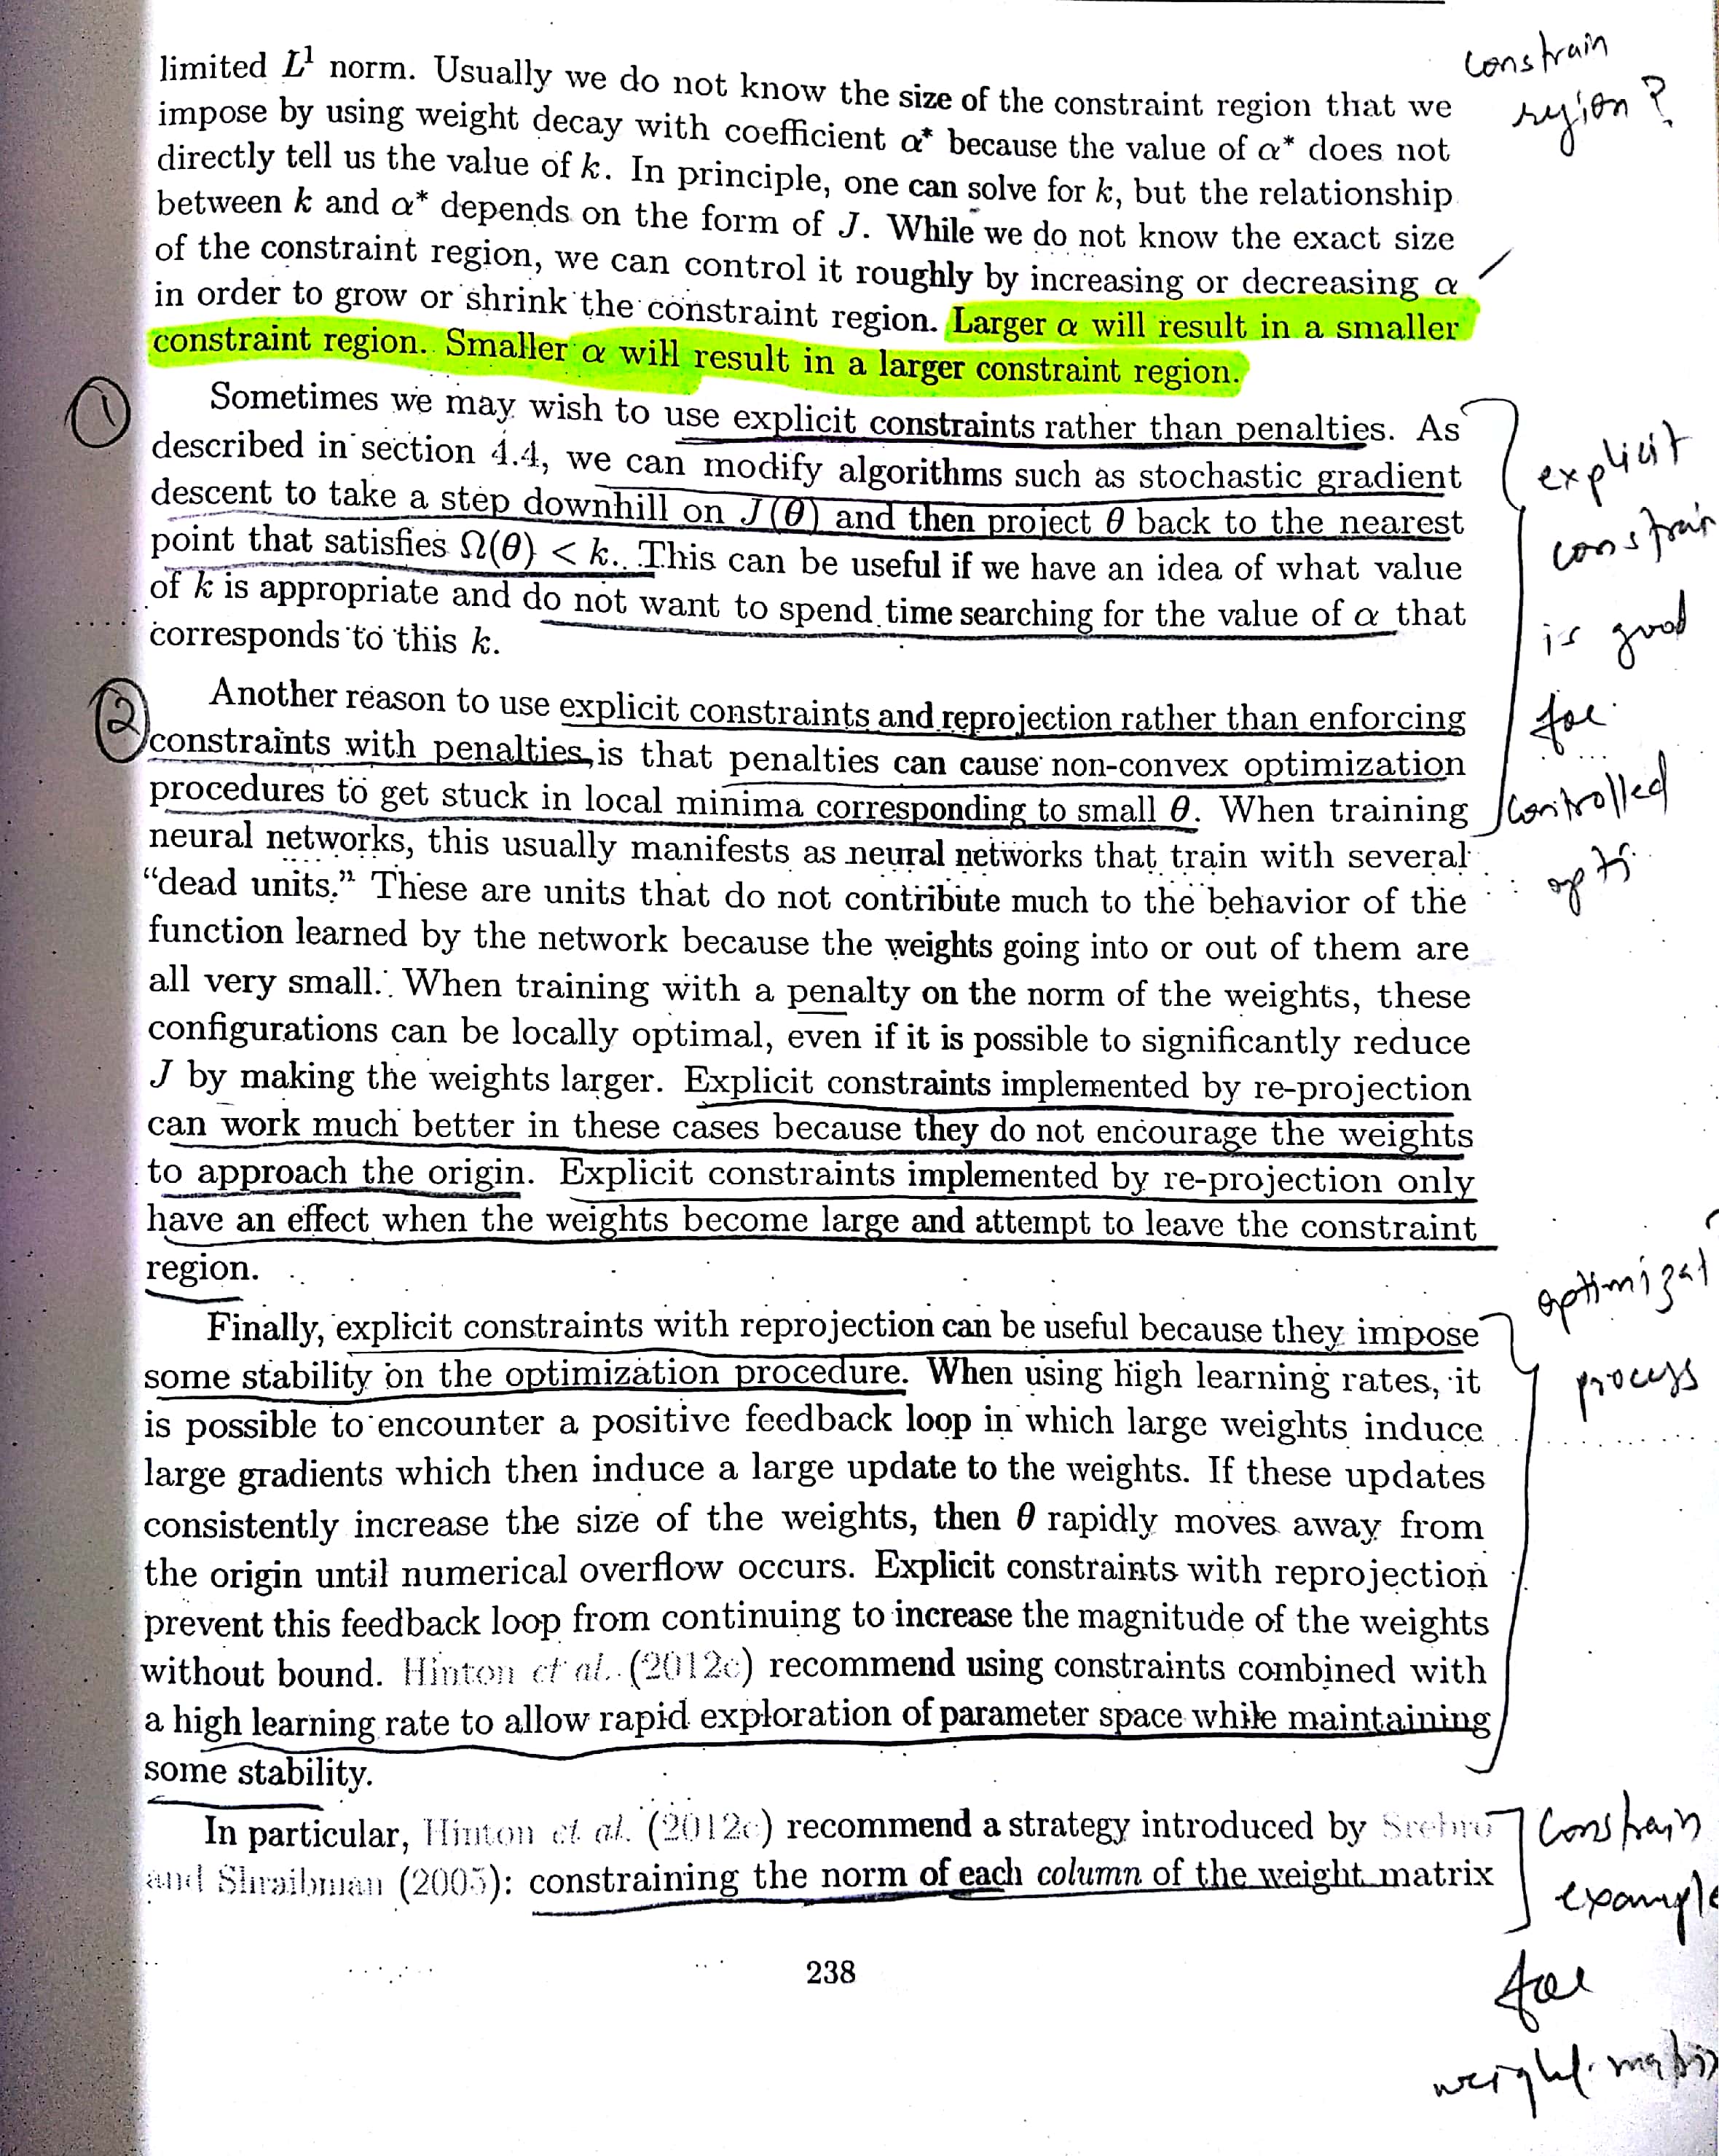 limited L¹ norm. Usually we do not know the size of the constraint region that we
impose by using weight decay with coefficient α* because the value of α* does not
directly tell us the value of k. In principle, one can solve for k, but the relationship
between k and α* depends on the form of J. While we do not know the exact size
of the constraint region, we can control it roughly by increasing or decreasing α
in order to grow or shrink the constraint region. Larger α will result in a smaller
constraint region. Smaller α will result in a larger constraint region.
constrain
region?
①
Sometimes we may wish to use explicit constraints rather than penalties. As
described in section 4.4, we can modify algorithms such as stochastic gradient
descent to take a step downhill on J(θ) and then project θ back to the nearest
point that satisfies Ω(θ) < k. This can be useful if we have an idea of what value
of k is appropriate and do not want to spend time searching for the value of α that
corresponds to this k.
②
Another reason to use explicit constraints and reprojection rather than enforcing
constraints with penalties is that penalties can cause non-convex optimization
procedures to get stuck in local minima corresponding to small θ. When training
neural networks, this usually manifests as neural networks that train with several
“dead units.” These are units that do not contribute much to the behavior of the
function learned by the network because the weights going into or out of them are
all very small. When training with a penalty on the norm of the weights, these
configurations can be locally optimal, even if it is possible to significantly reduce
J by making the weights larger. Explicit constraints implemented by re-projection
can work much better in these cases because they do not encourage the weights
to approach the origin. Explicit constraints implemented by re-projection only
have an effect when the weights become large and attempt to leave the constraint
region.
explicit
constrain
is good
for
controlled
opti
Finally, explicit constraints with reprojection can be useful because they impose
some stability on the optimization procedure. When using high learning rates, it
is possible to encounter a positive feedback loop in which large weights induce
large gradients which then induce a large update to the weights. If these updates
consistently increase the size of the weights, then θ rapidly moves away from
the origin until numerical overflow occurs. Explicit constraints with reprojection
prevent this feedback loop from continuing to increase the magnitude of the weights
without bound. Hinton et al. (2012c) recommend using constraints combined with
a high learning rate to allow rapid exploration of parameter space while maintaining
some stability.
optimizat
process
In particular, Hinton et al. (2012c) recommend a strategy introduced by Srebro
and Shraibman (2005): constraining the norm of each column of the weight matrix
constrain
example
for
weight matrix
238